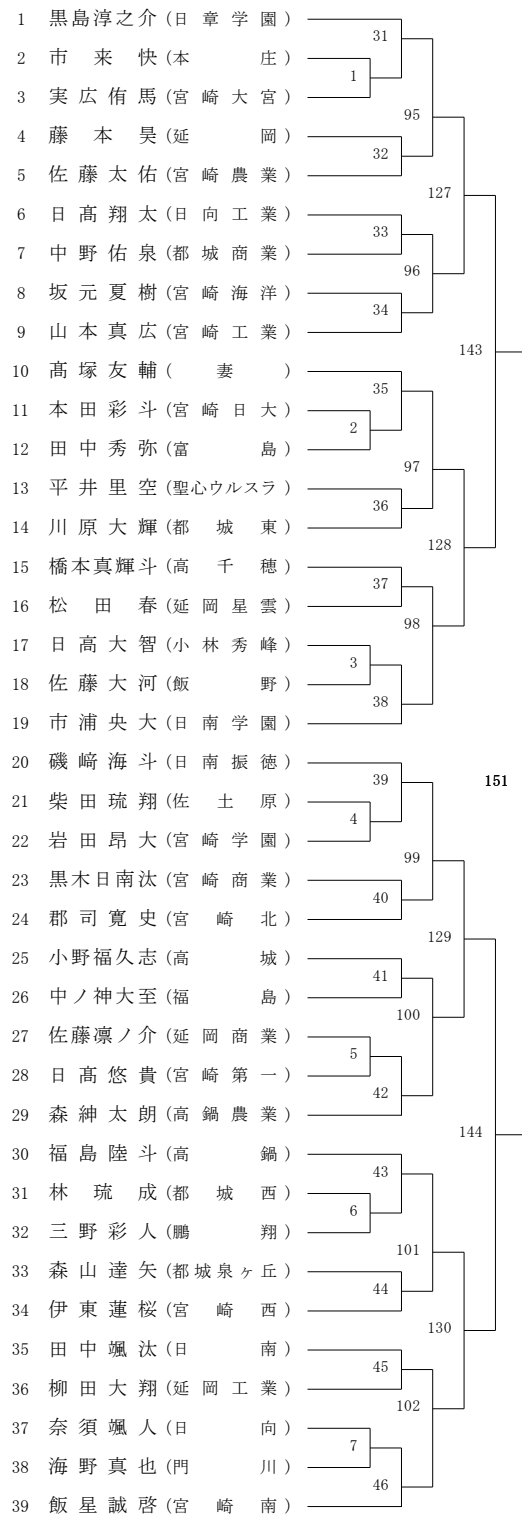 1 黒島淳之介(日章学園)
2 市来快(本庄)
3 実広侑馬(宮崎大宮)
4 藤本昊(延岡)
5 佐藤太佑(宮崎農業)
6 日髙翔太(日向工業)
7 中野佑泉(都城商業)
8 坂元夏樹(宮崎海洋)
9 山本真広(宮崎工業)
10 髙塚友輔(妻)
11 本田彩斗(宮崎日大)
12 田中秀弥(富島)
13 平井里空(聖心ウルスラ)
14 川原大輝(都城東)
15 橋本真輝斗(高千穂)
16 松田春(延岡星雲)
17 日高大智(小林秀峰)
18 佐藤大河(飯野)
19 市浦央大(日南学園)
20 磯﨑海斗(日南振徳)
21 柴田琉翔(佐土原)
22 岩田昂大(宮崎学園)
23 黒木日南汰(宮崎商業)
24 郡司寛史(宮崎北)
25 小野福久志(高城)
26 中ノ神大至(福島)
27 佐藤凛ノ介(延岡商業)
28 日髙悠貴(宮崎第一)
29 森紳太朗(高鍋農業)
30 福島陸斗(高鍋)
31 林琉成(都城西)
32 三野彩人(鵬翔)
33 森山達矢(都城泉ヶ丘)
34 伊東蓮桜(宮崎西)
35 田中颯汰(日南)
36 柳田大翔(延岡工業)
37 奈須颯人(日向)
38 海野真也(門川)
39 飯星誠啓(宮崎南)
1
2
3
4
5
6
7
31
32
33
34
35
36
37
38
39
40
41
42
43
44
45
46
95
96
97
98
99
100
101
102
127
128
129
130
143
144
151